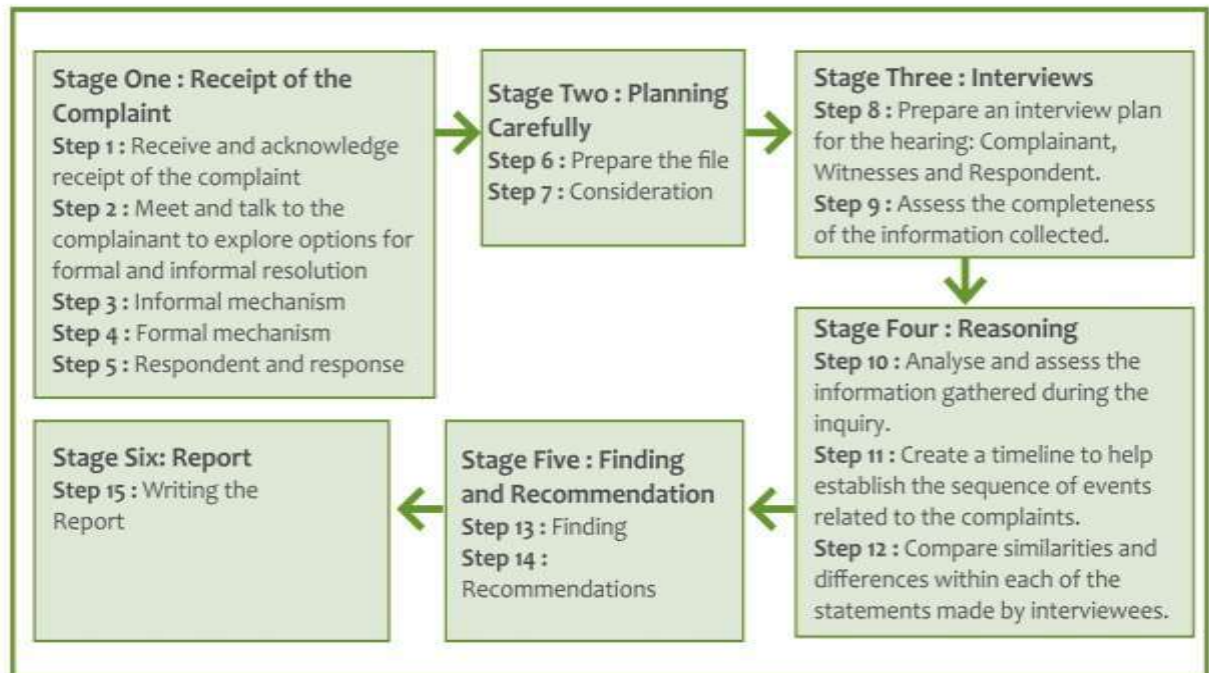 Stage One : Receipt of the
Complaint
Step 1 : Receive and acknowledge
receipt of the complaint
Step 2 : Meet and talk to the
complainant to explore options for
formal and informal resolution
Step 3 : Informal mechanism
Step 4 : Formal mechanism
Step 5 : Respondent and response
Stage Two : Planning
Carefully
Step 6 : Prepare the file
Step 7 : Consideration
Stage Three : Interviews
Step 8 : Prepare an interview plan
for the hearing: Complainant,
Witnesses and Respondent.
Step 9 : Assess the completeness
of the information collected.
Stage Four : Reasoning
Step 10 : Analyse and assess the
information gathered during the
inquiry.
Step 11 : Create a timeline to help
establish the sequence of events
related to the complaints.
Step 12 : Compare similarities and
differences within each of the
statements made by interviewees.
Stage Five : Finding
and Recommendation
Step 13 : Finding
Step 14 :
Recommendations
Stage Six: Report
Step 15 : Writing the
Report